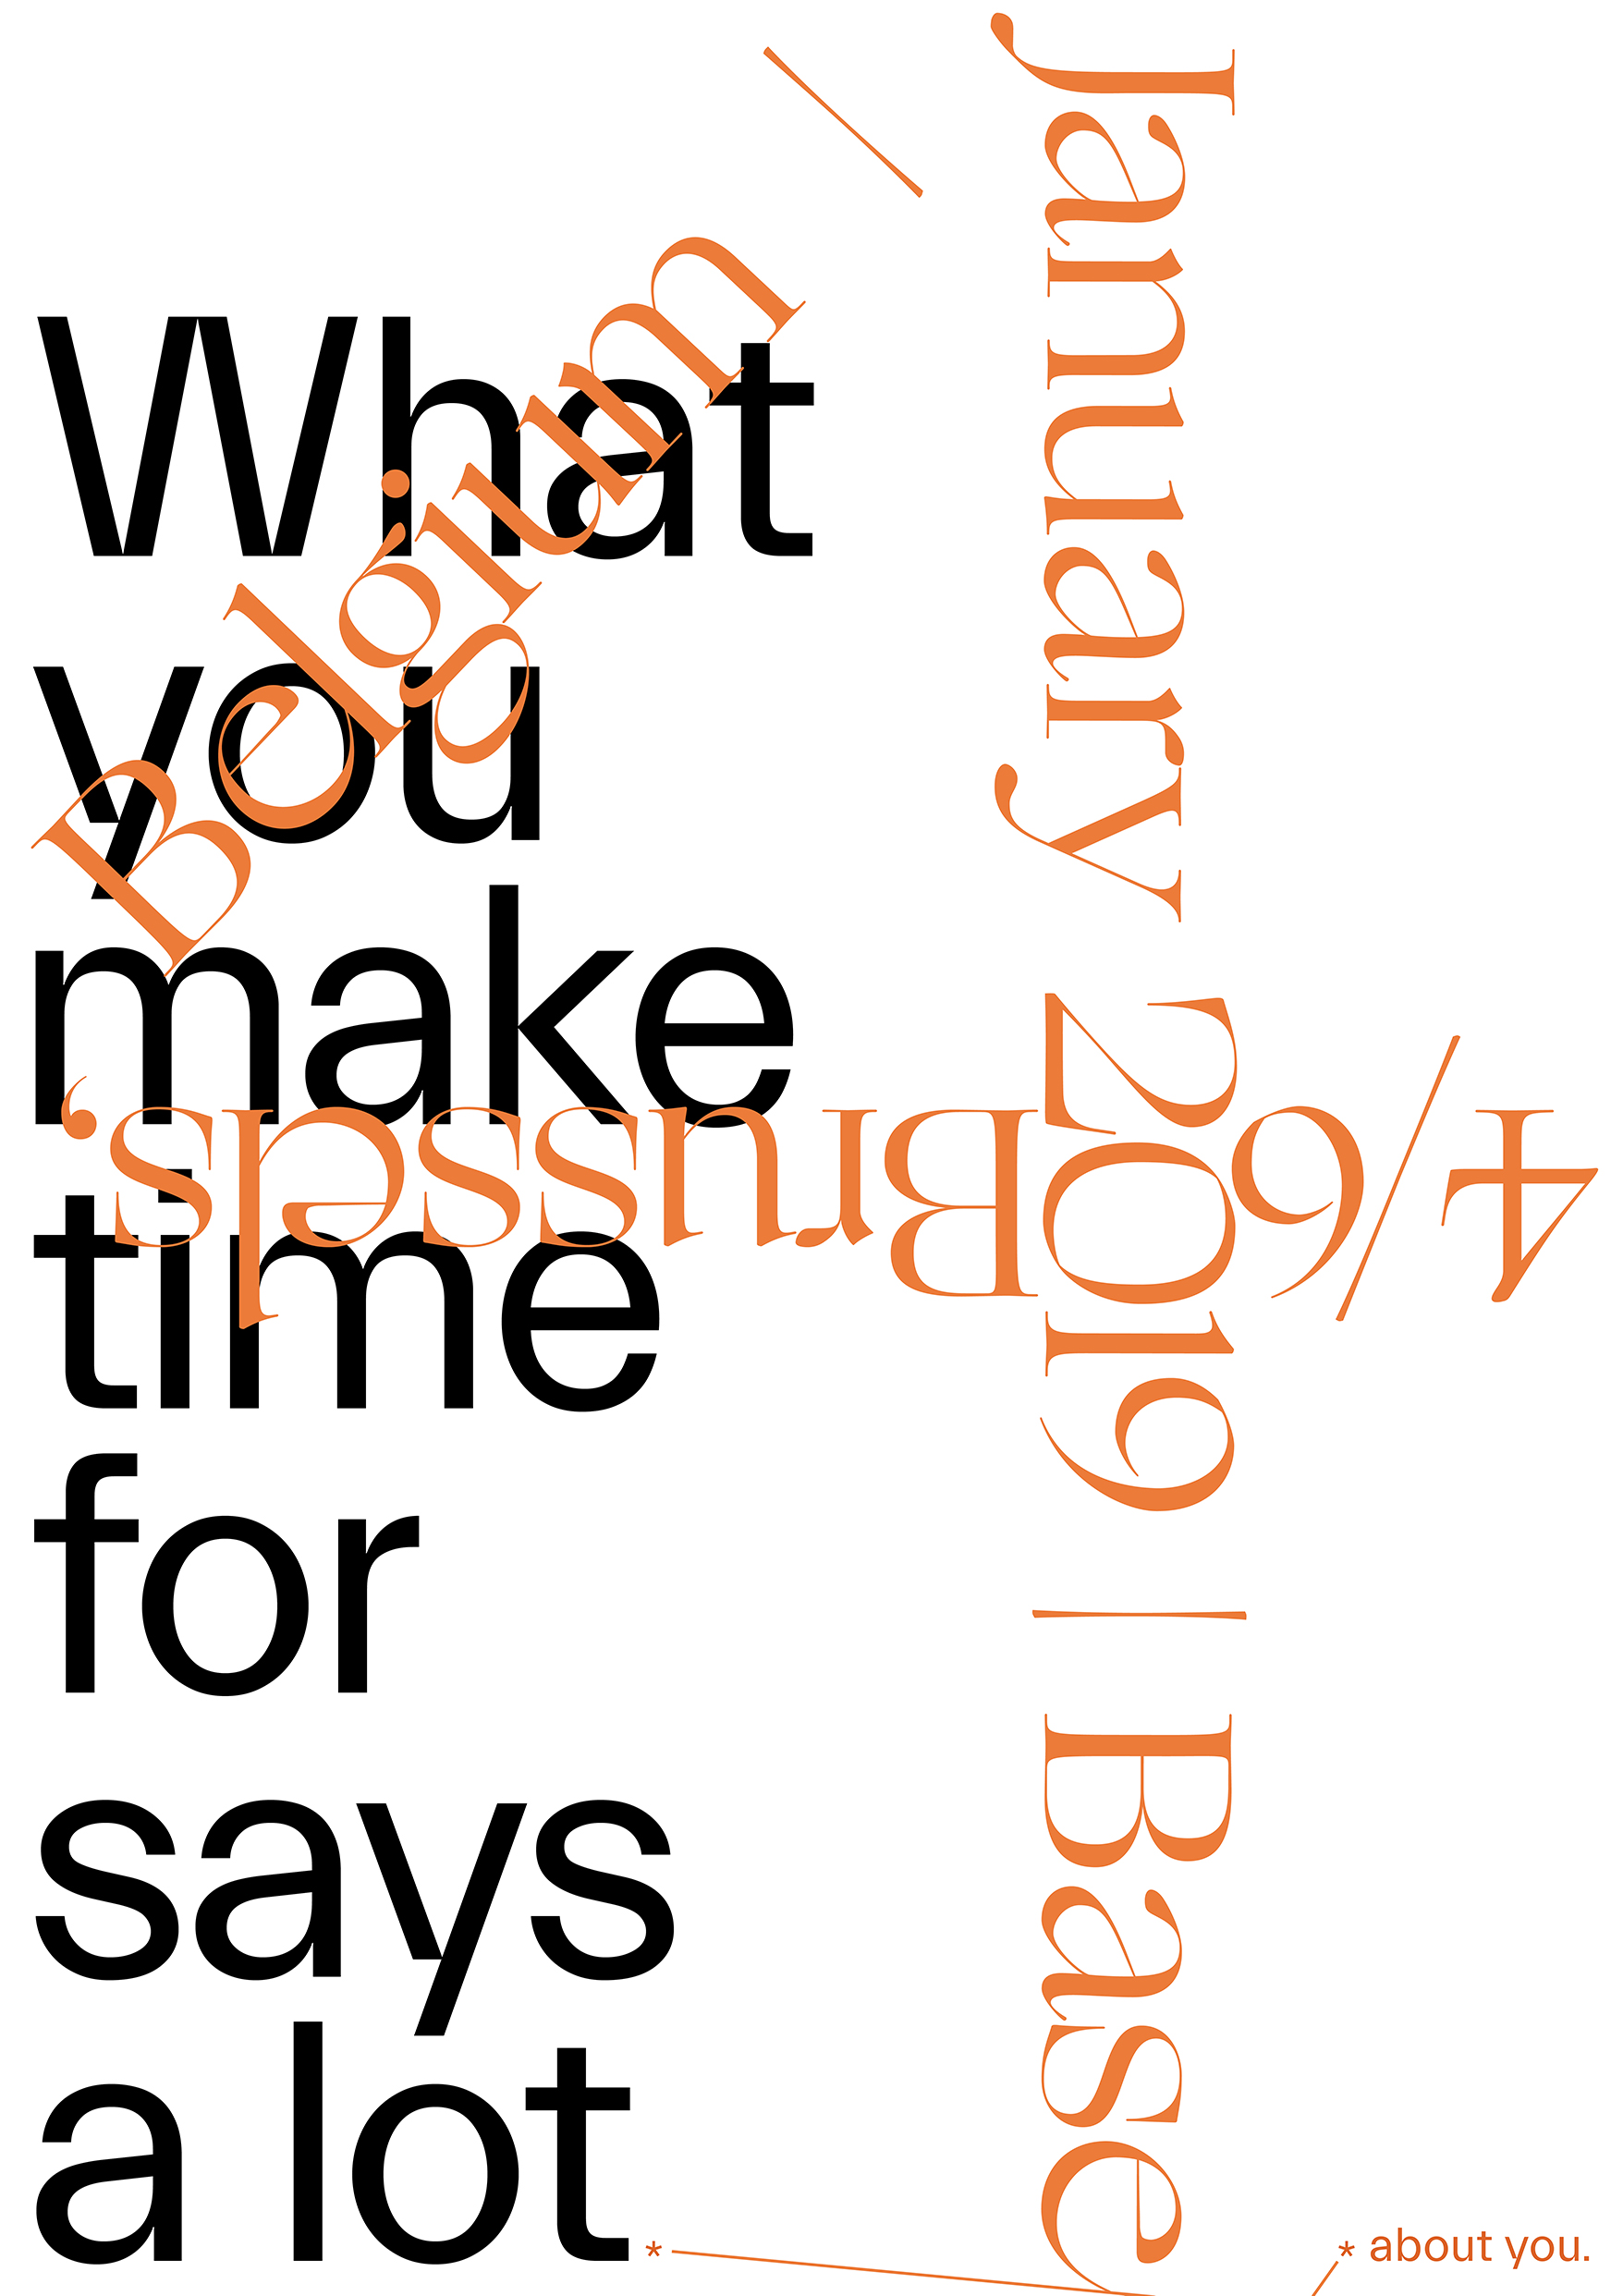 What
you
make
time
for
says
a lot*
* about you.
4/6 Brussels,
Belgium |
January 2019 | Base